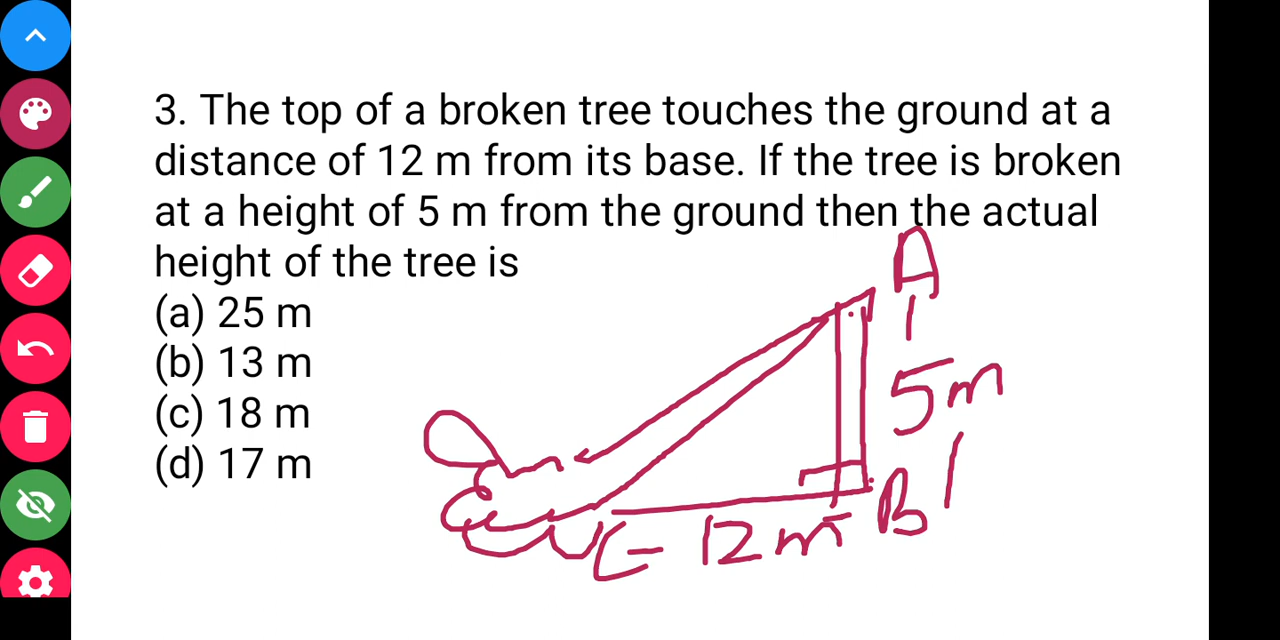 3. The top of a broken tree touches the ground at a
distance of 12 m from its base. If the tree is broken
at a height of 5 m from the ground then the actual
height of the tree is
(a) 25 m
(b) 13 m
(c) 18 m
(d) 17 m
A
5m
B
C
12 m